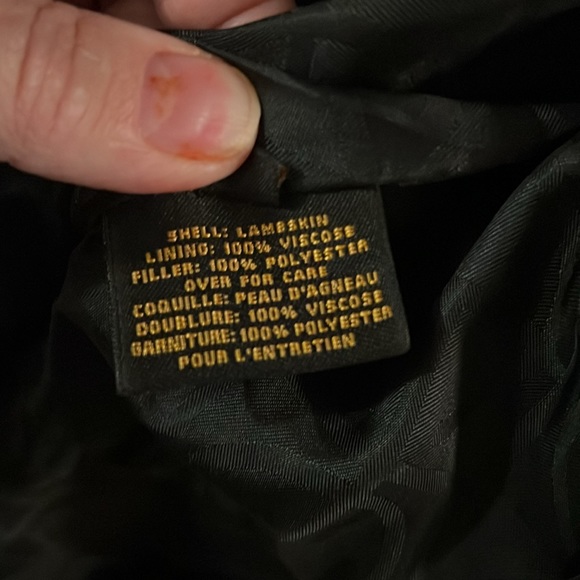 SHELL: LAMBSKIN
LINING: 100% VISCOSE
FILLER: 100% POLYESTER
OVER FOR CARE
COQUILLE: PEAU D'AGNEAU
DOUBLURE: 100% VISCOSE
GARNITURE: 100% POLYESTER
POUR L'ENTRETIEN